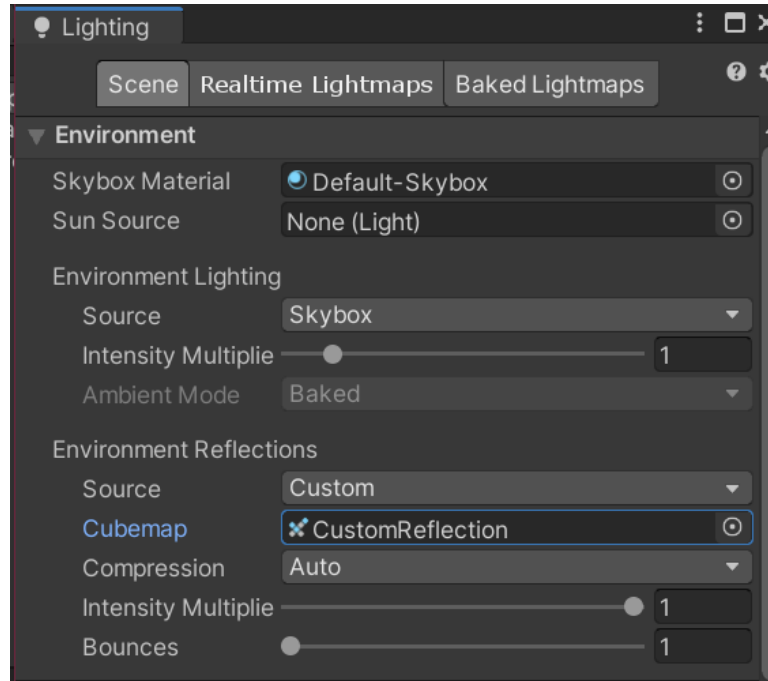 Lighting
Scene Realtime Lightmaps Baked Lightmaps
Environment
Skybox Material Default-Skybox
Sun Source None (Light)
Environment Lighting
Source Skybox
Intensity Multiplie 1
Ambient Mode Baked
Environment Reflections
Source Custom
Cubemap CustomReflection
Compression Auto
Intensity Multiplie 1
Bounces 1